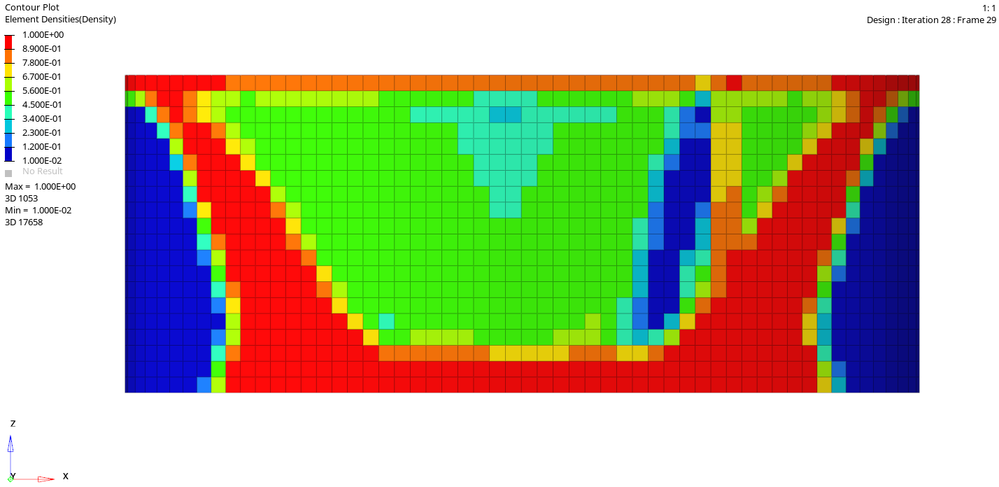 Contour Plot
Element Densities(Density)
1.000E+00
8.900E-01
7.800E-01
6.700E-01
5.600E-01
4.500E-01
3.400E-01
2.300E-01
1.200E-01
1.000E-02
No Result
Max = 1.000E+00
3D 1053
Min = 1.000E-02
3D 17658
1: 1
Design : Iteration 28 : Frame 29
Z
Y
X